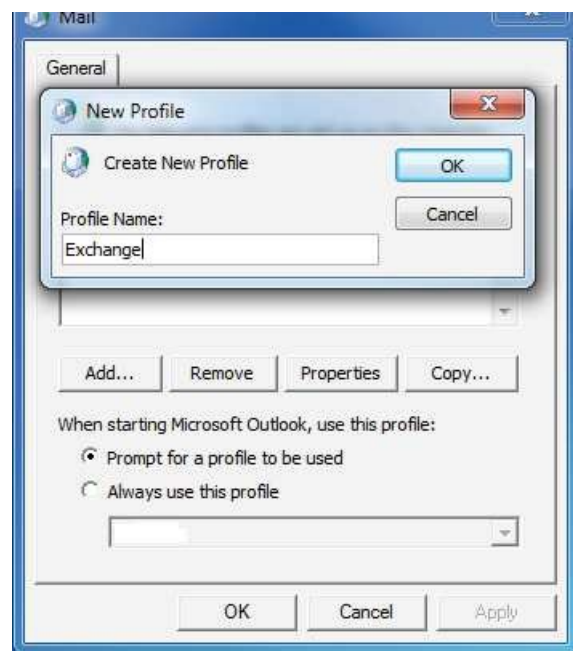 Mail
General
New Profile
Create New Profile
OK
Profile Name:
Cancel
Exchange
Add... Remove Properties Copy...
When starting Microsoft Outlook, use this profile:
Prompt for a profile to be used
Always use this profile
OK Cancel Apply